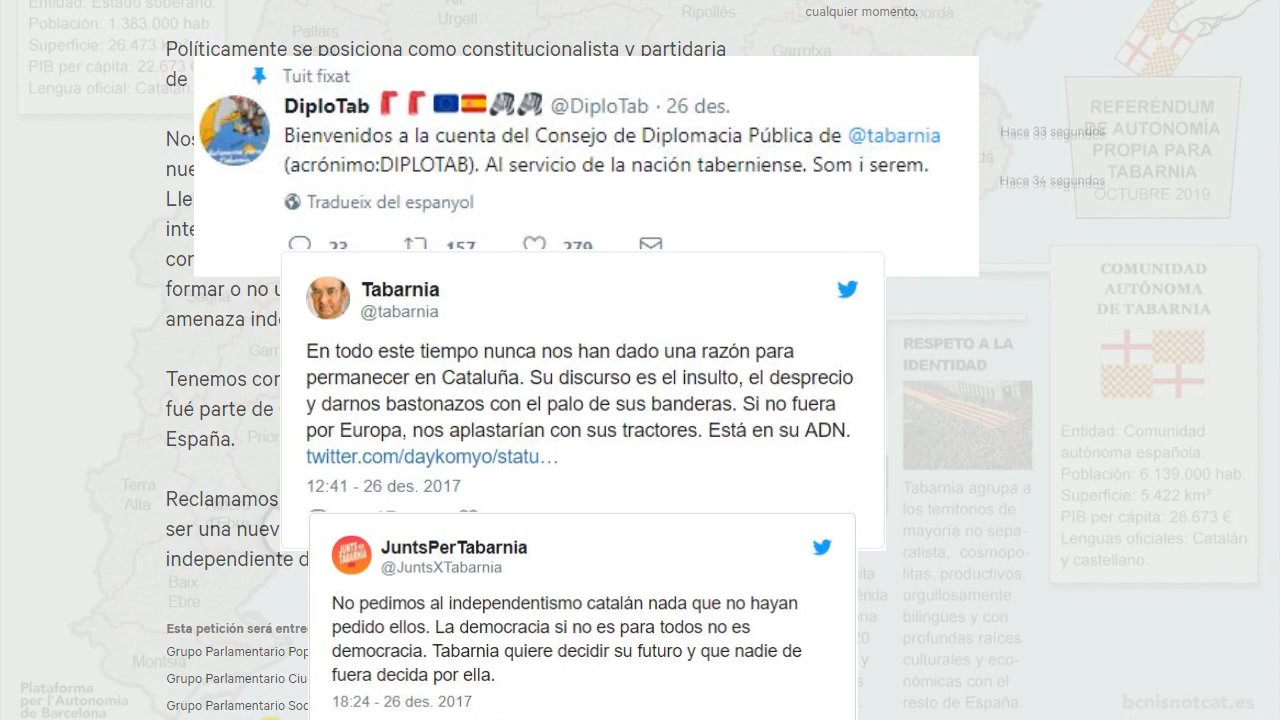 Entidad: Estado soberano.
Población: 1.383.000 hab.
Superficie: 26.473
PIB per cápita: 22.673 €
Lengua oficial: Catalán.
Pallars
Urgell
Ripollès
Garrotxa
cualquier momento.
Políticamente se posiciona como constitucionalista y partidaria
de
Tuit fixat
DiploTab @DiploTab · 26 des.
Bienvenidos a la cuenta del Consejo de Diplomacia Pública de @tabarnia
(acrónimo:DIPLOTAB). Al servicio de la nación taberniense. Som i serem.
Tradueix del espanyol
23 157 279
Hace 33 segundos
Hace 34 segundos
REFERÉNDUM
DE AUTONOMÍA
PROPIA PARA
TABARNIA
OCTUBRE 2019
Nos
nue
Lle
inte
con
formar o no u
amenaza ind
Tenemos con
fué parte de
España.
Reclamamos
ser una nuev
independiente d
Terra
Alta
Baix
Ebre
Montsià
Esta petición será entre
Grupo Parlamentario Pop
Grupo Parlamentario Ciu
Grupo Parlamentario Soc
Plataforma
per l'Autonomia
de Barcelona
Tabarnia
@tabarnia
En todo este tiempo nunca nos han dado una razón para
permanecer en Cataluña. Su discurso es el insulto, el desprecio
y darnos bastonazos con el palo de sus banderas. Si no fuera
por Europa, nos aplastarían con sus tractores. Está en su ADN.
twitter.com/daykomyo/statu…
12:41 - 26 des. 2017
JUNTS PER TABARNIA
JuntsPerTabarnia
@JuntsXTabarnia
No pedimos al independentismo catalán nada que no hayan
pedido ellos. La democracia si no es para todos no es
democracia. Tabarnia quiere decidir su futuro y que nadie de
fuera decida por ella.
18:24 - 26 des. 2017
RESPETO A LA
IDENTIDAD
Tabarnia agrupa a
los territorios de
mayoría no sepa-
ratista, cosmopo-
litas, productivos,
orgullosamente
bilingües y con
profundas raíces
culturales y eco-
nómicas con el
resto de España.
COMUNIDAD
AUTÓNOMA
DE TABARNIA
Entidad: Comunidad
autónoma española.
Población: 6.139.000 hab.
Superficie: 5.422 km²
PIB per cápita: 28.673 €
Lenguas oficiales: Catalán
y castellano.
bcnisnotcat.es